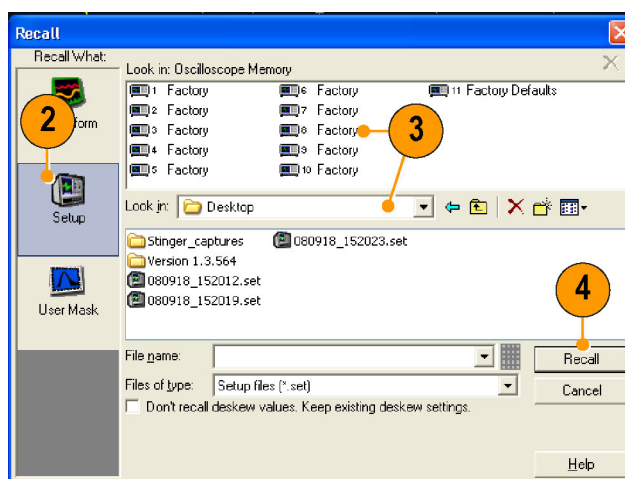 Recall
Recall What:
Look in: Oscilloscope Memory
1 Factory
2 Factory
3 Factory
4 Factory
5 Factory
6 Factory
7 Factory
8 Factory
9 Factory
10 Factory
11 Factory Defaults
2
form
3
Setup
Look in: Desktop
Stinger_captures
Version 1.3.564
080918_152012.set
080918_152019.set
080918_152023.set
User Mask
4
File name:
Recall
Files of type: Setup files (*.set)
Cancel
Don't recall deskew values. Keep existing deskew settings.
Help